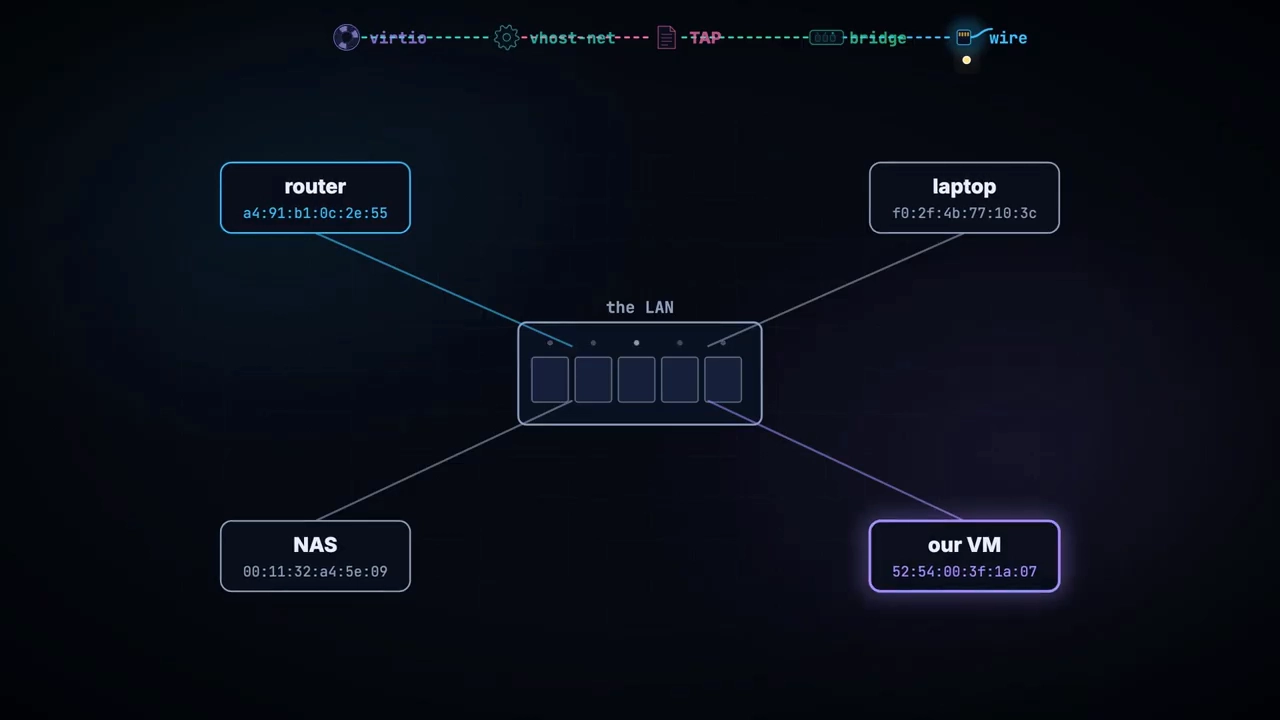 virtio vhost-net TAP bridge wire
router
a4:91:b1:0c:2e:55
laptop
f0:2f:4b:77:10:3c
the LAN
NAS
00:11:32:a4:5e:09
our VM
52:54:00:3f:1a:07